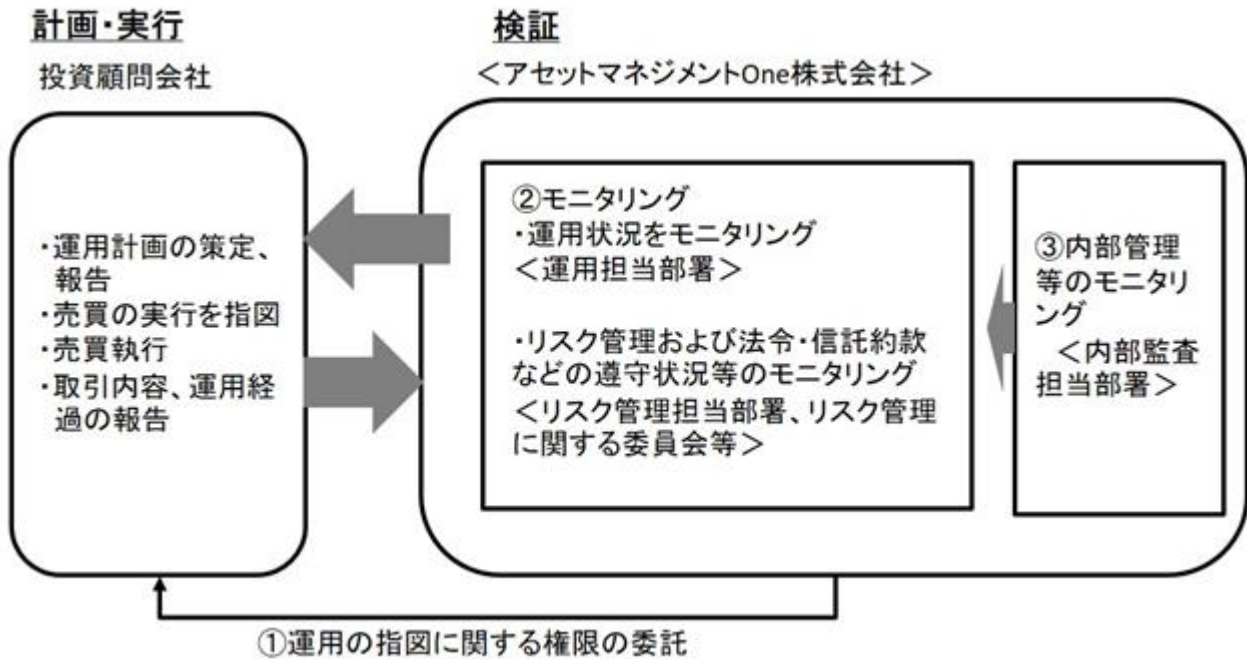 計画・実行
投資顧問会社
・運用計画の策定、
報告
・売買の実行を指図
・売買執行
・取引内容、運用経
過の報告
検証
＜アセットマネジメントOne株式会社＞
②モニタリング
・運用状況をモニタリング
＜運用担当部署＞
・リスク管理および法令・信託約款
などの遵守状況等のモニタリング
＜リスク管理担当部署、リスク管理
に関する委員会等＞
③内部管理
等のモニタリ
ング
＜内部監査
担当部署＞
①運用の指図に関する権限の委託